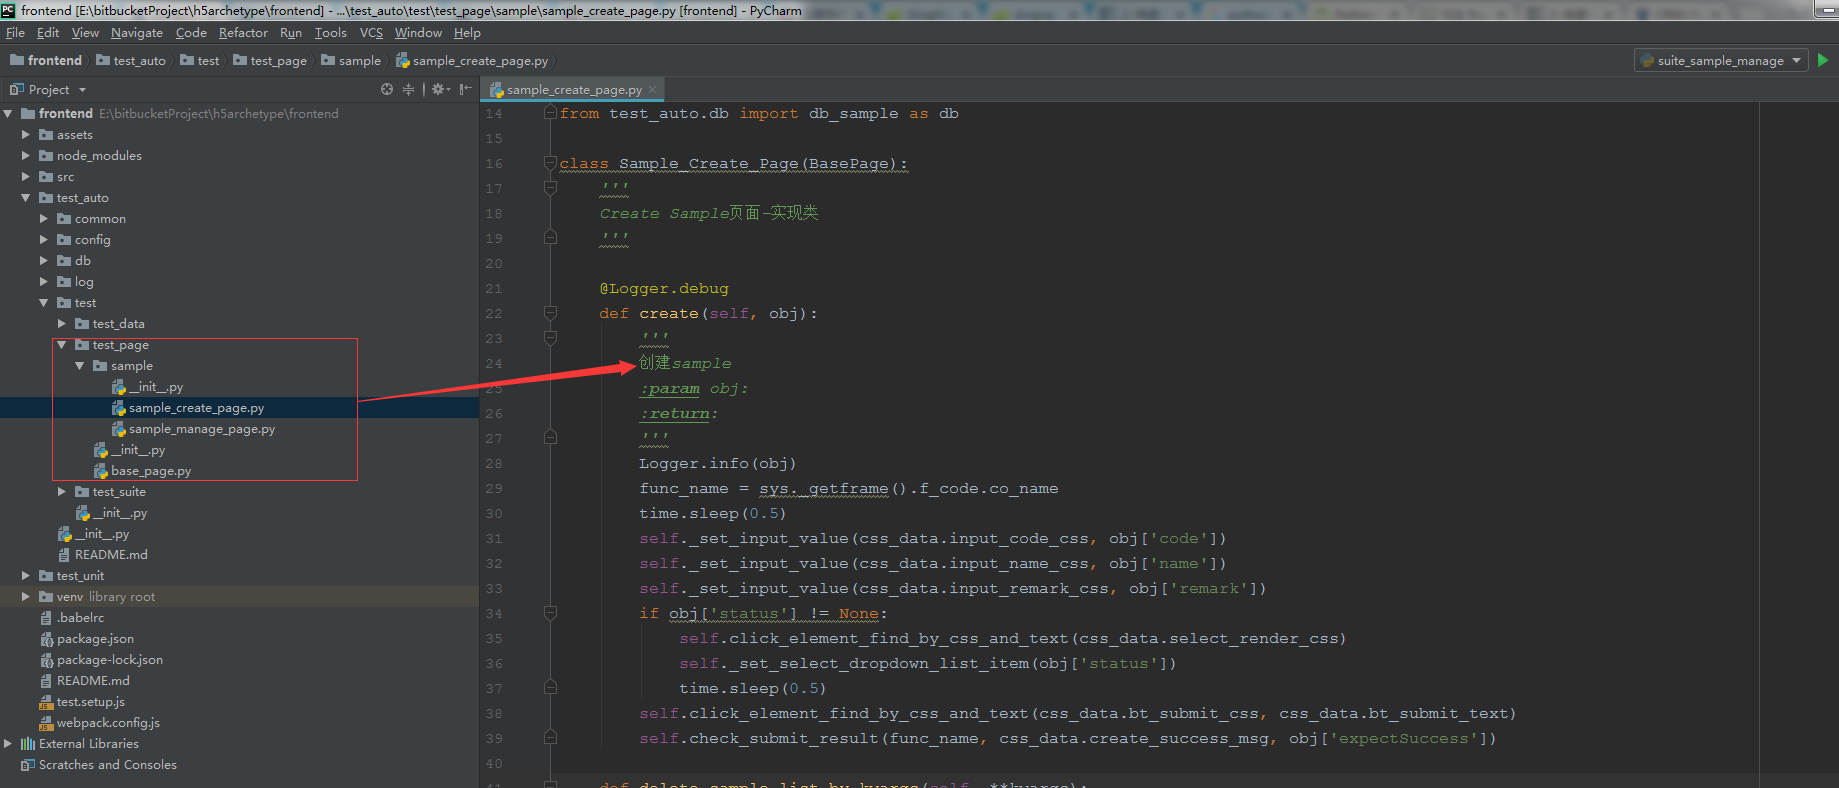 PC frontend [E:\bitbucketProject\h5archetype\frontend] - ...\test_auto\test\test_page\sample\sample_create_page.py [frontend] - PyCharm
File Edit View Navigate Code Refactor Run Tools VCS Window Help
frontend test_auto test test_page sample sample_create_page.py
suite_sample_manage
Project
frontend E:\bitbucketProject\h5archetype\frontend
assets
node_modules
src
test_auto
common
config
db
log
test
test_data
test_page
sample
__init__.py
sample_create_page.py
sample_manage_page.py
__init__.py
base_page.py
test_suite
__init__.py
__init__.py
README.md
test_unit
venv library root
.babelrc
package.json
package-lock.json
README.md
test.setup.js
webpack.config.js
External Libraries
Scratches and Consoles
sample_create_page.py
14 from test_auto.db import db_sample as db
15
16 class Sample_Create_Page(BasePage):
17 '''
18 Create Sample页面-实现类
19 '''
20
21 @Logger.debug
22 def create(self, obj):
23 '''
24 创建sample
25 :param obj:
26 :return:
27 '''
28 Logger.info(obj)
29 func_name = sys._getframe().f_code.co_name
30 time.sleep(0.5)
31 self._set_input_value(css_data.input_code_css, obj['code'])
32 self._set_input_value(css_data.input_name_css, obj['name'])
33 self._set_input_value(css_data.input_remark_css, obj['remark'])
34 if obj['status'] != None:
35 self.click_element_find_by_css_and_text(css_data.select_render_css)
36 self._set_select_dropdown_list_item(obj['status'])
37 time.sleep(0.5)
38 self.click_element_find_by_css_and_text(css_data.bt_submit_css, css_data.bt_submit_text)
39 self.check_submit_result(func_name, css_data.create_success_msg, obj['expectSuccess'])
40
41 def delete_sample_list_by_kvargs(self, **kvargs):